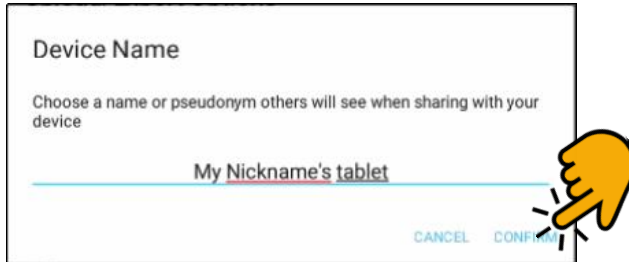 Device Name
Choose a name or pseudonym others will see when sharing with your
device
My Nickname's tablet
CANCEL CONFIRM